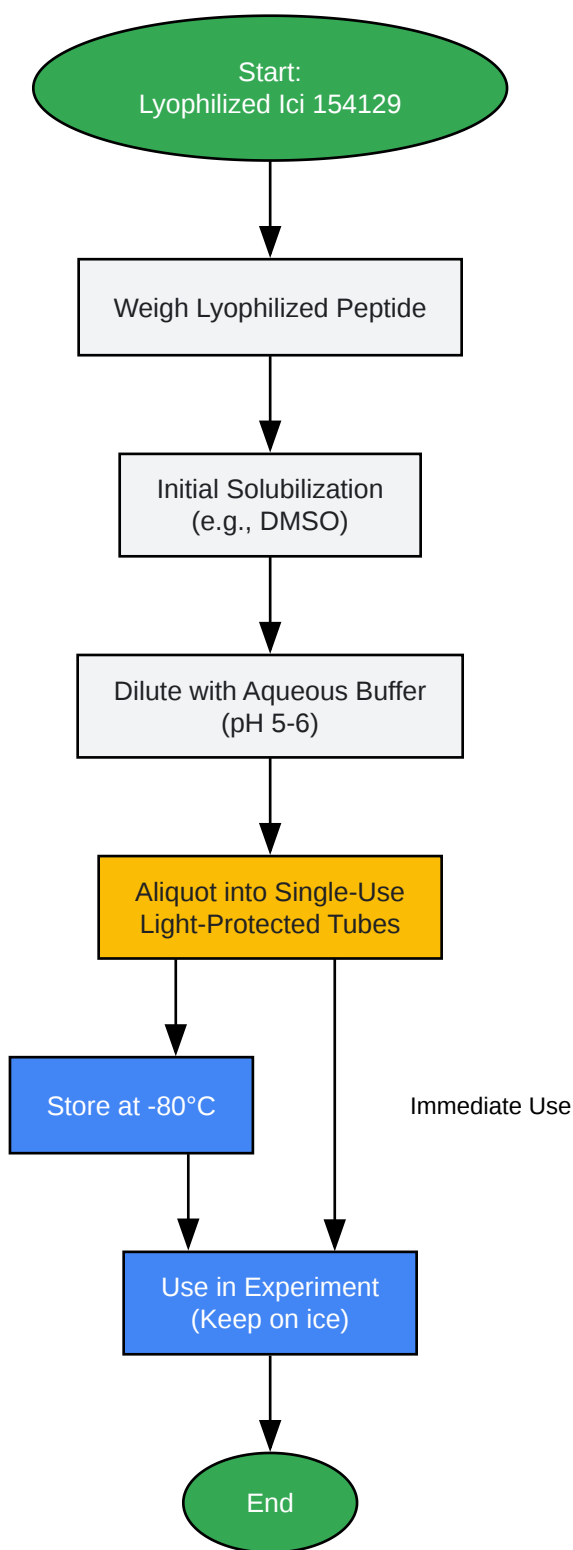 Start:
Lyophilized Ici 154129
Weigh Lyophilized Peptide
Initial Solubilization
(e.g., DMSO)
Dilute with Aqueous Buffer
(pH 5-6)
Aliquot into Single-Use
Light-Protected Tubes
Store at -80°C
Immediate Use
Use in Experiment
(Keep on ice)
End